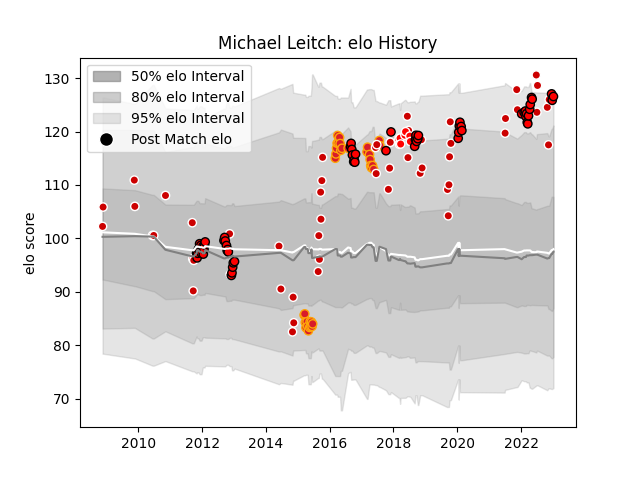 Michael Leitch: elo History
50% elo Interval
80% elo Interval
95% elo Interval
Post Match elo
elo score
130
120
110
100
90
80
70
2010 2012 2014 2016 2018 2020 2022